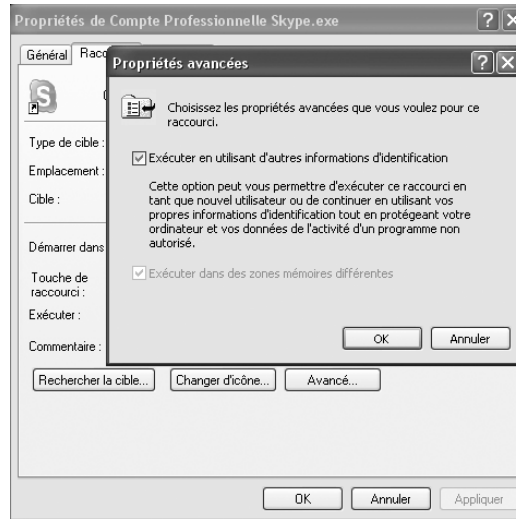 Propriétés de Compte Professionnelle Skype.exe
Général
Propriétés avancées
Choisissez les propriétés avancées que vous voulez pour ce
raccourci.
Type de cible :
Exécuter en utilisant d'autres informations d'identification
Emplacement :
Cette option peut vous permettre d'exécuter ce raccourci en
tant que nouvel utilisateur ou de continuer en utilisant vos
propres informations d'identification tout en protégeant votre
ordinateur et vos données de l'activité d'un programme non
autorisé.
Cible :
Démarrer dans
Exécuter dans des zones mémoires différentes
Touche de
raccourci :
Exécuter :
OK Annuler
Commentaire :
Rechercher la cible... Changer d'icône... Avancé...
OK Annuler Appliquer